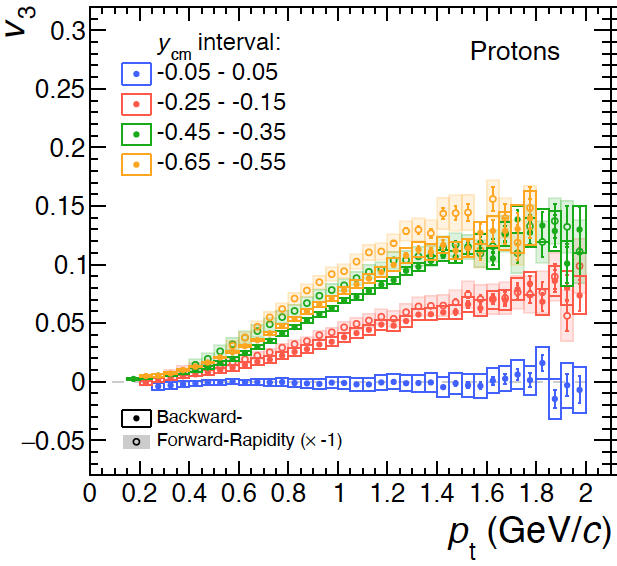 v₃
0.3
0.25
0.2
0.15
0.1
0.05
0
−0.05
y_cm interval:
-0.05 - 0.05
-0.25 - -0.15
-0.45 - -0.35
-0.65 - -0.55
Protons
Backward-
Forward-Rapidity (× -1)
0 0.2 0.4 0.6 0.8 1 1.2 1.4 1.6 1.8 2
p_t (GeV/c)